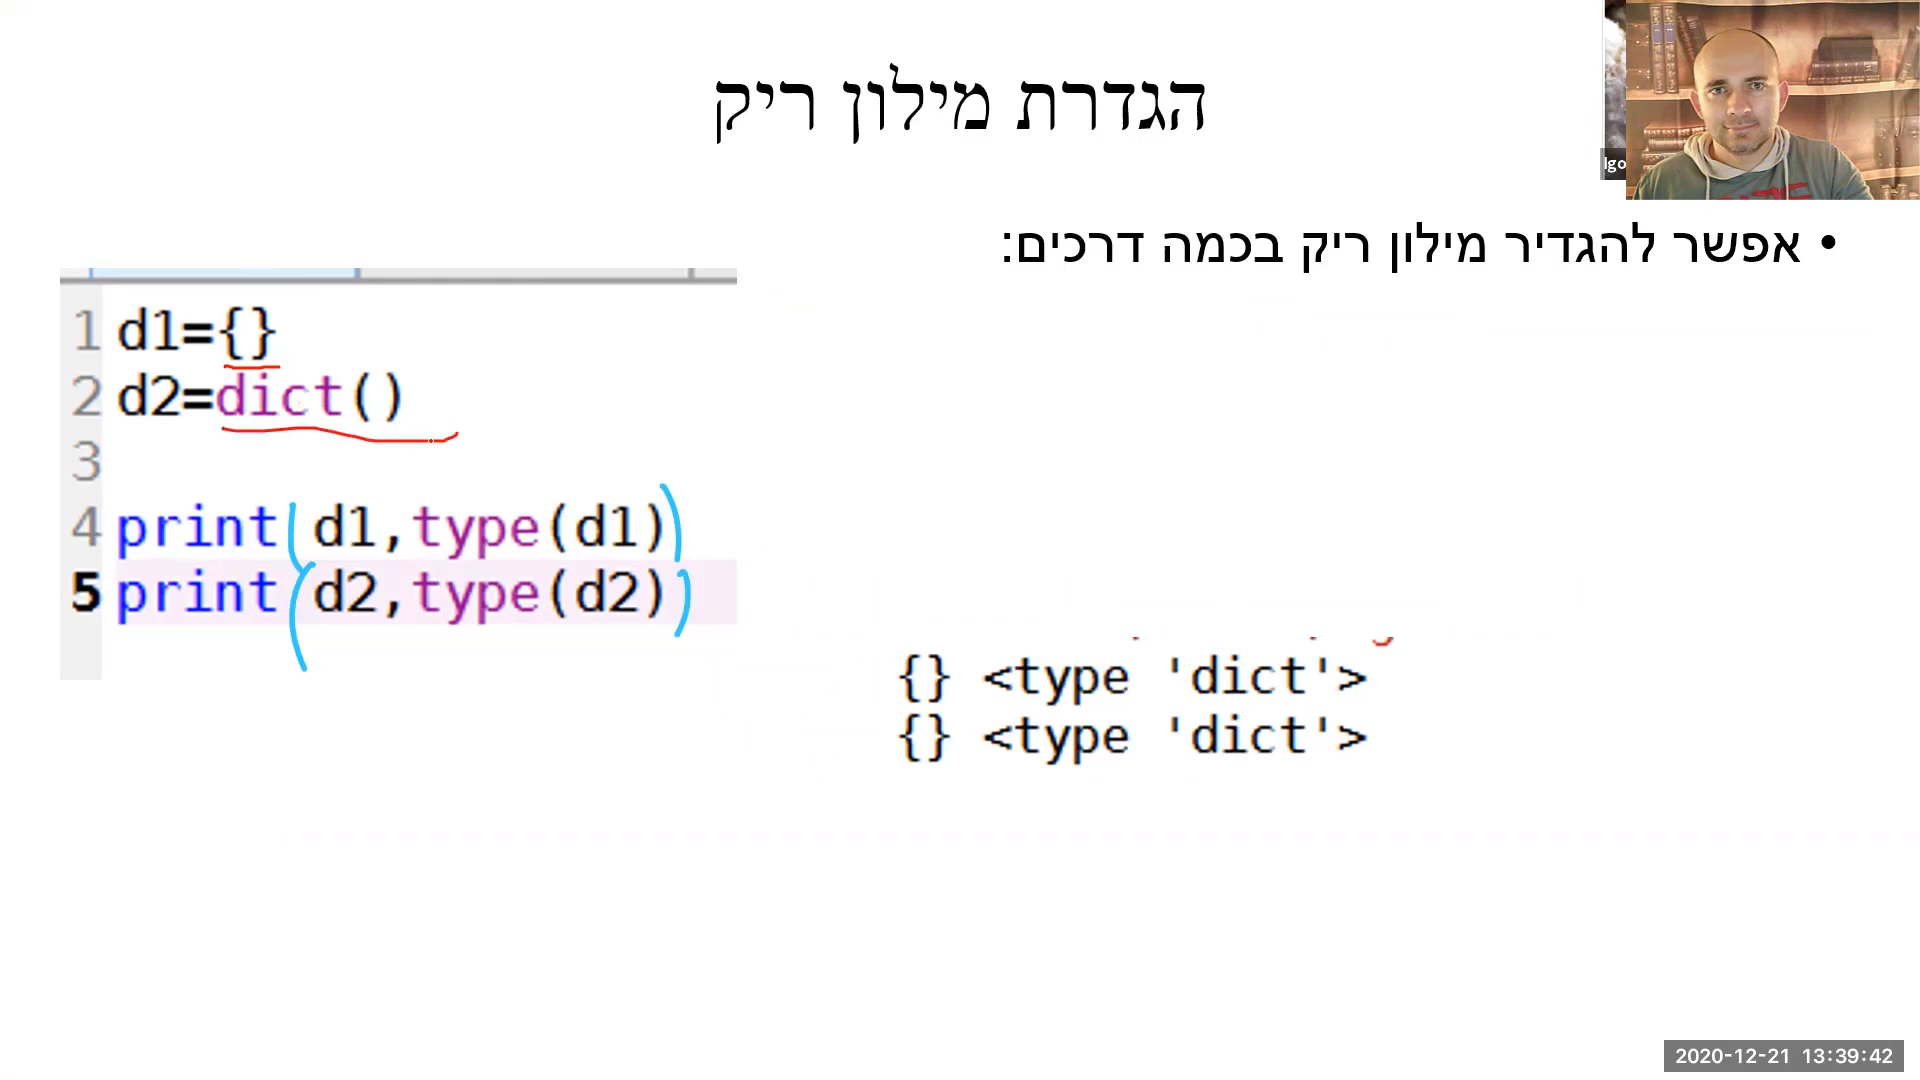 הגדרת מילון ריק
Igo
• אפשר להגדיר מילון ריק בכמה דרכים:
1 d1={}
2 d2=dict()
3
4 print( d1,type(d1))
5 print(d2,type(d2))
{} <type 'dict'>
{} <type 'dict'>
2020-12-21 13:39:42